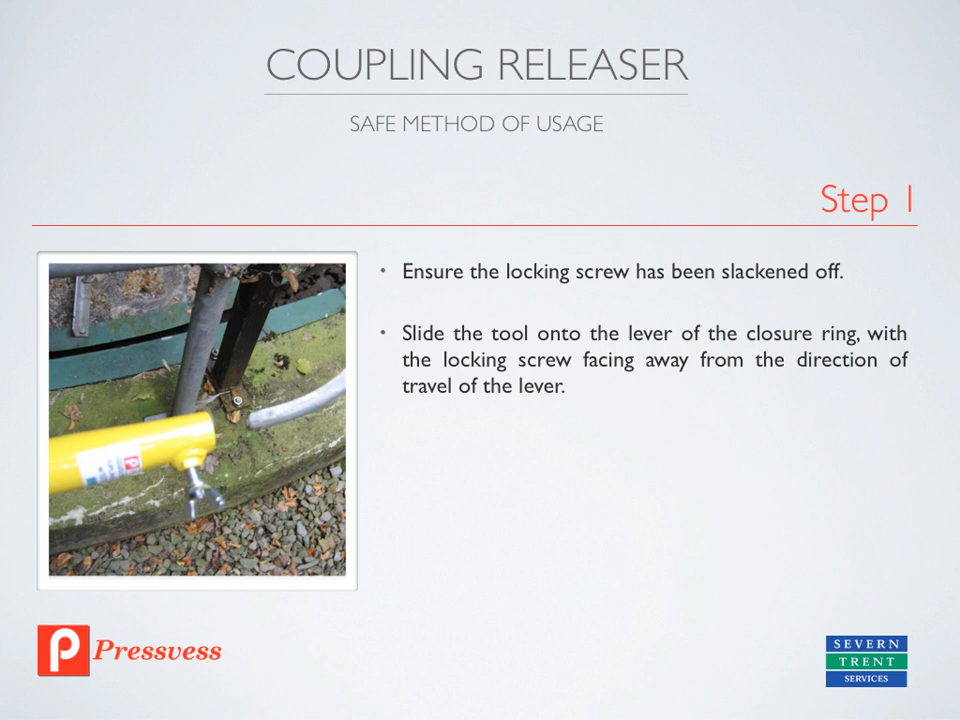 COUPLING RELEASER
SAFE METHOD OF USAGE
Step 1
• Ensure the locking screw has been slackened off.
• Slide the tool onto the lever of the closure ring, with
the locking screw facing away from the direction of
travel of the lever.
Pressvess
SEVERN
TRENT
SERVICES